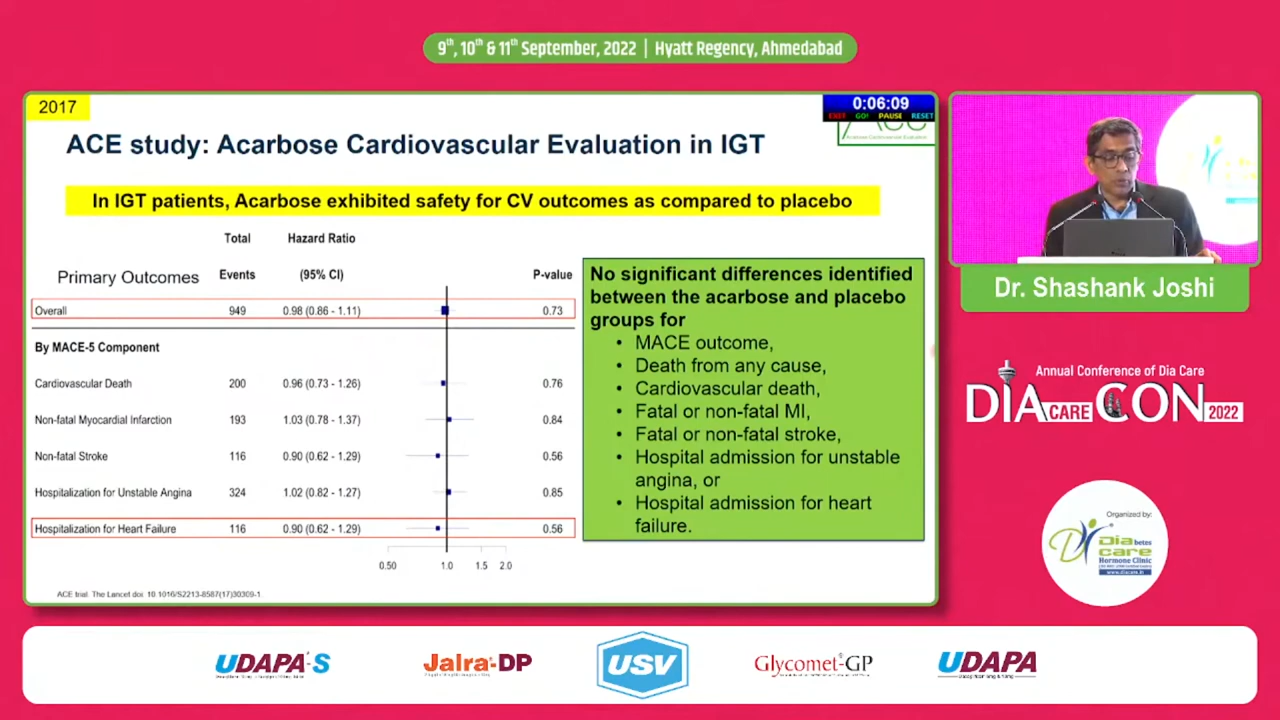 9th, 10th & 11th September, 2022 | Hyatt Regency, Ahmedabad
2017
0:06:09
EXIT GO! PAUSE RESET
ACE study: Acarbose Cardiovascular Evaluation in IGT
In IGT patients, Acarbose exhibited safety for CV outcomes as compared to placebo
Total Hazard Ratio
Primary Outcomes Events (95% CI) P-value
Overall 949 0.98 (0.86 - 1.11) 0.73
By MACE-5 Component
Cardiovascular Death 200 0.96 (0.73 - 1.26) 0.76
Non-fatal Myocardial Infarction 193 1.03 (0.78 - 1.37) 0.84
Non-fatal Stroke 116 0.90 (0.62 - 1.29) 0.56
Hospitalization for Unstable Angina 324 1.02 (0.82 - 1.27) 0.85
Hospitalization for Heart Failure 116 0.90 (0.62 - 1.29) 0.56
0.50 1.0 1.5 2.0
No significant differences identified
between the acarbose and placebo
groups for
• MACE outcome,
• Death from any cause,
• Cardiovascular death,
• Fatal or non-fatal MI,
• Fatal or non-fatal stroke,
• Hospital admission for unstable
angina, or
• Hospital admission for heart
failure.
ACE trial. The Lancet doi: 10.1016/S2213-8587(17)30309-1
Dr. Shashank Joshi
Annual Conference of Dia Care
DIA CARE CON 2022
Organized by:
Diabetes
care
Hormone Clinic
www.diacare.in
UDAPA-S
Jalra-DP
USV
Glycomet®-GP
UDAPA